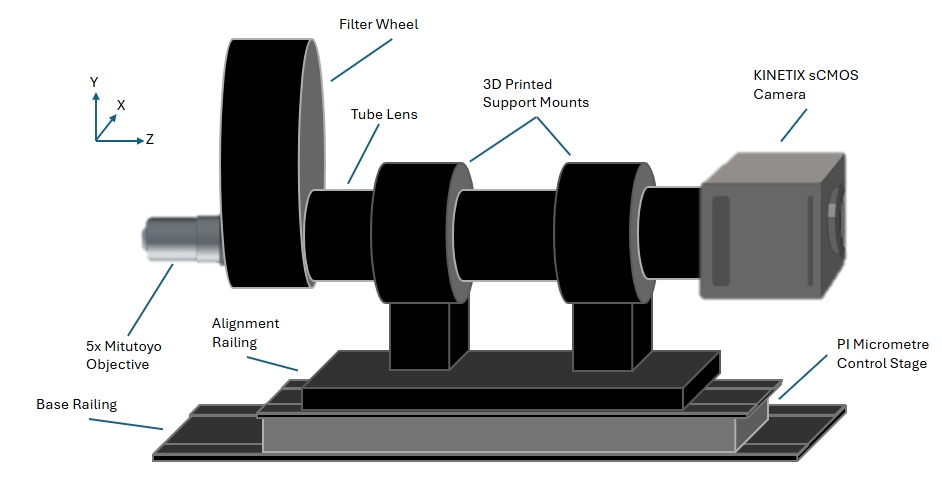 Filter Wheel
KINETIX sCMOS
Camera
3D Printed
Support Mounts
Y
X
Z
Tube Lens
5x Mitutoyo
Objective
Alignment
Railing
PI Micrometre
Control Stage
Base Railing